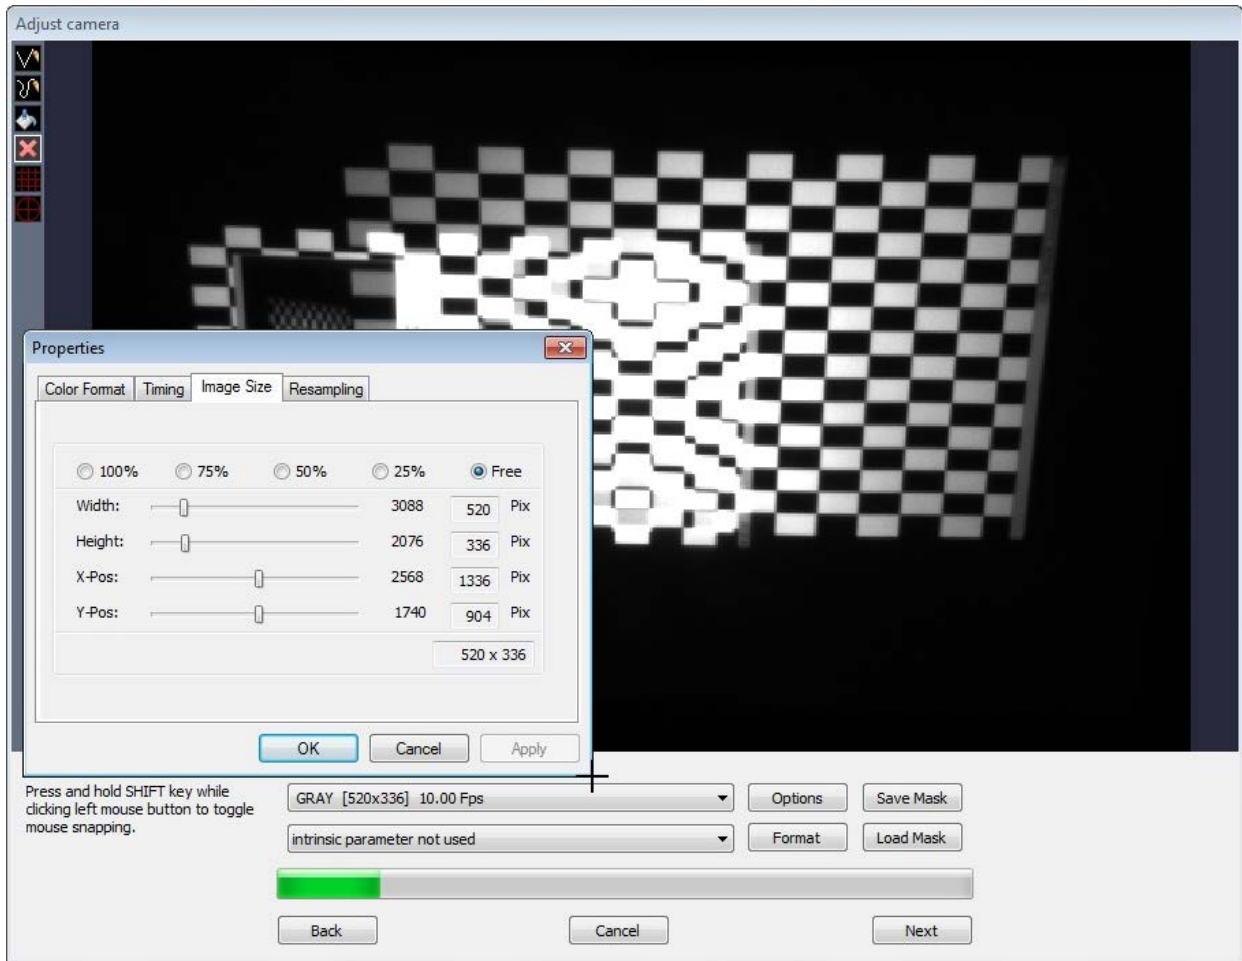 Adjust camera
Properties
Color Format Timing Image Size Resampling
100% 75% 50% 25% Free
Width: 3088 520 Pix
Height: 2076 336 Pix
X-Pos: 2568 1336 Pix
Y-Pos: 1740 904 Pix
520 x 336
OK Cancel Apply
Press and hold SHIFT key while
clicking left mouse button to toggle
mouse snapping.
GRAY [520x336] 10.00 Fps Options Save Mask
intrinsic parameter not used Format Load Mask
Back Cancel Next